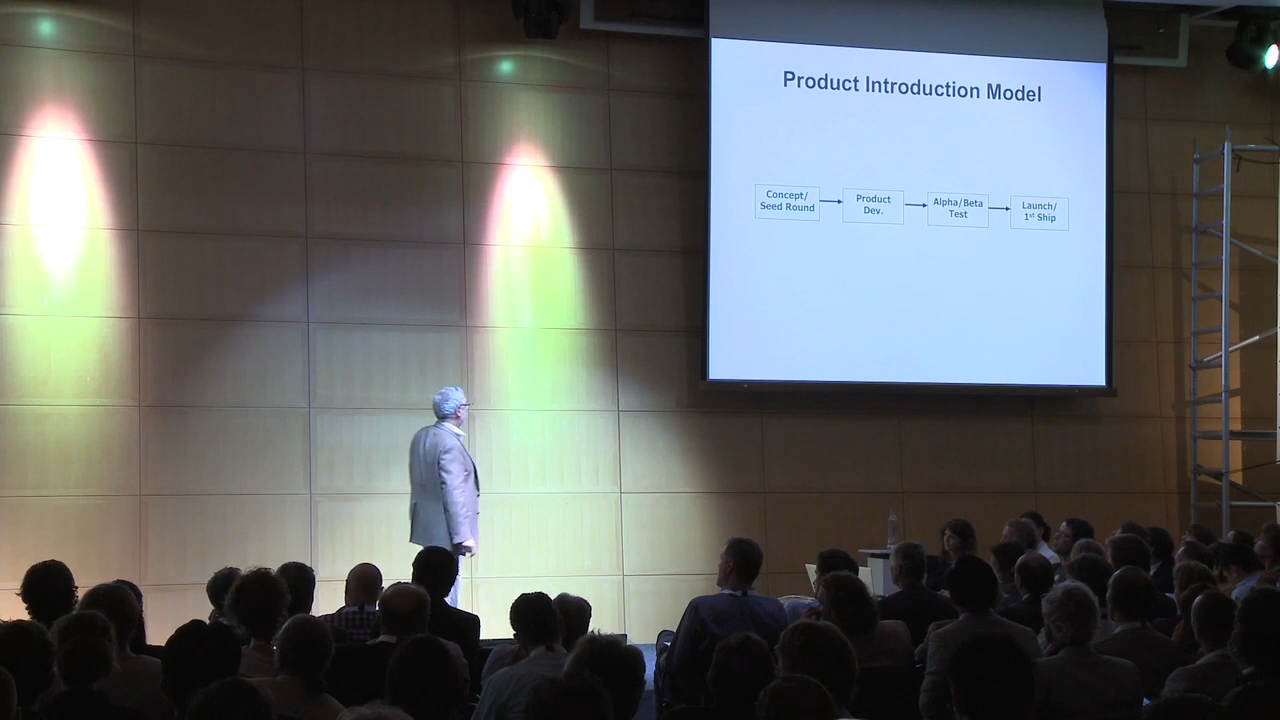 Product Introduction Model
Concept/
Seed Round
Product
Dev.
Alpha/Beta
Test
Launch/
1st Ship